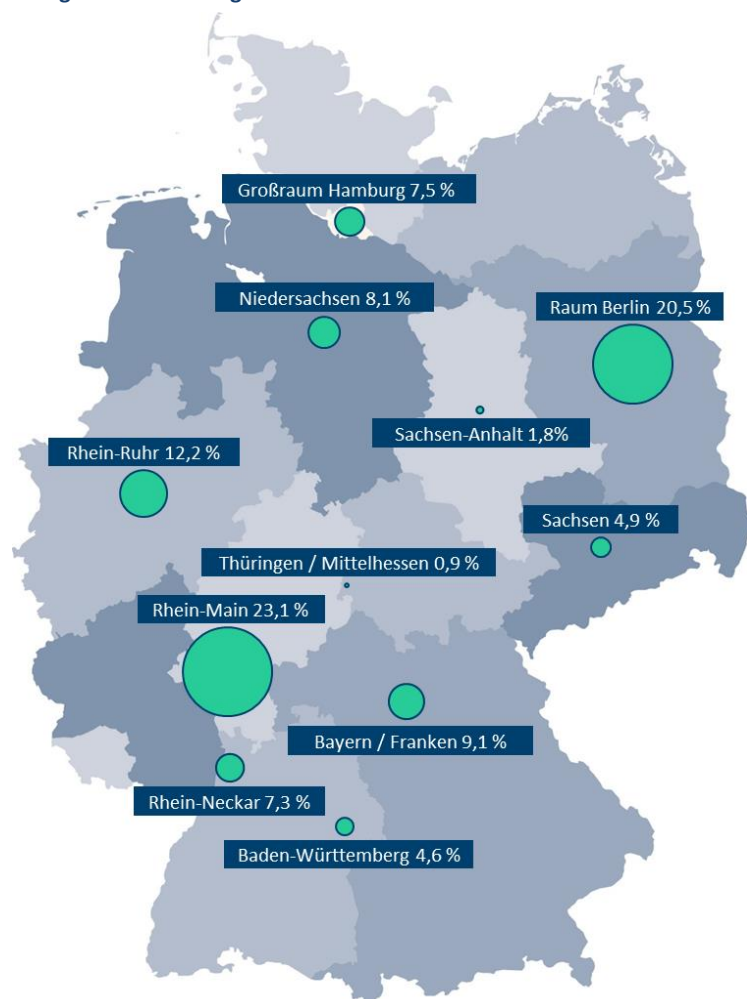 Großraum Hamburg 7,5 %
Niedersachsen 8,1 %
Raum Berlin 20,5 %
Sachsen-Anhalt 1,8%
Rhein-Ruhr 12,2 %
Sachsen 4,9 %
Thüringen / Mittelhessen 0,9 %
Rhein-Main 23,1 %
Bayern / Franken 9,1 %
Rhein-Neckar 7,3 %
Baden-Württemberg 4,6 %